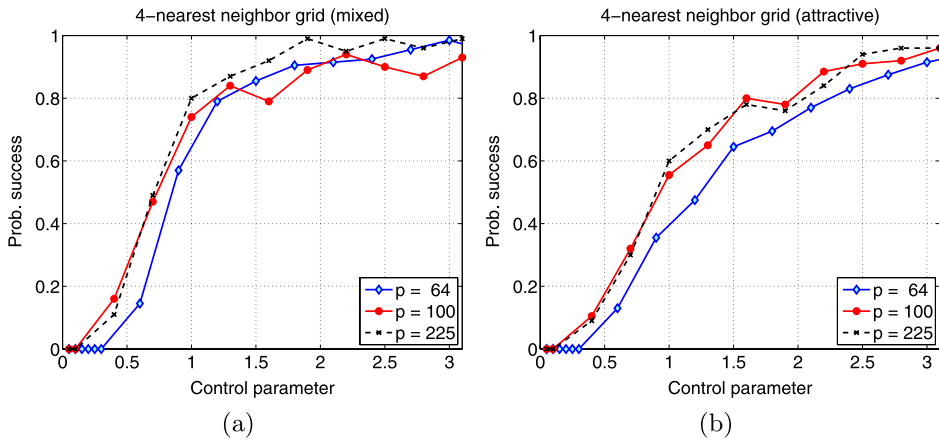 4−nearest neighbor grid (mixed)
Prob. success
1
0.8
0.6
0.4
0.2
0
0 0.5 1 1.5 2 2.5 3
Control parameter
p = 64
p = 100
p = 225
(a)
4−nearest neighbor grid (attractive)
Prob. success
1
0.8
0.6
0.4
0.2
0
0 0.5 1 1.5 2 2.5 3
Control parameter
p = 64
p = 100
p = 225
(b)